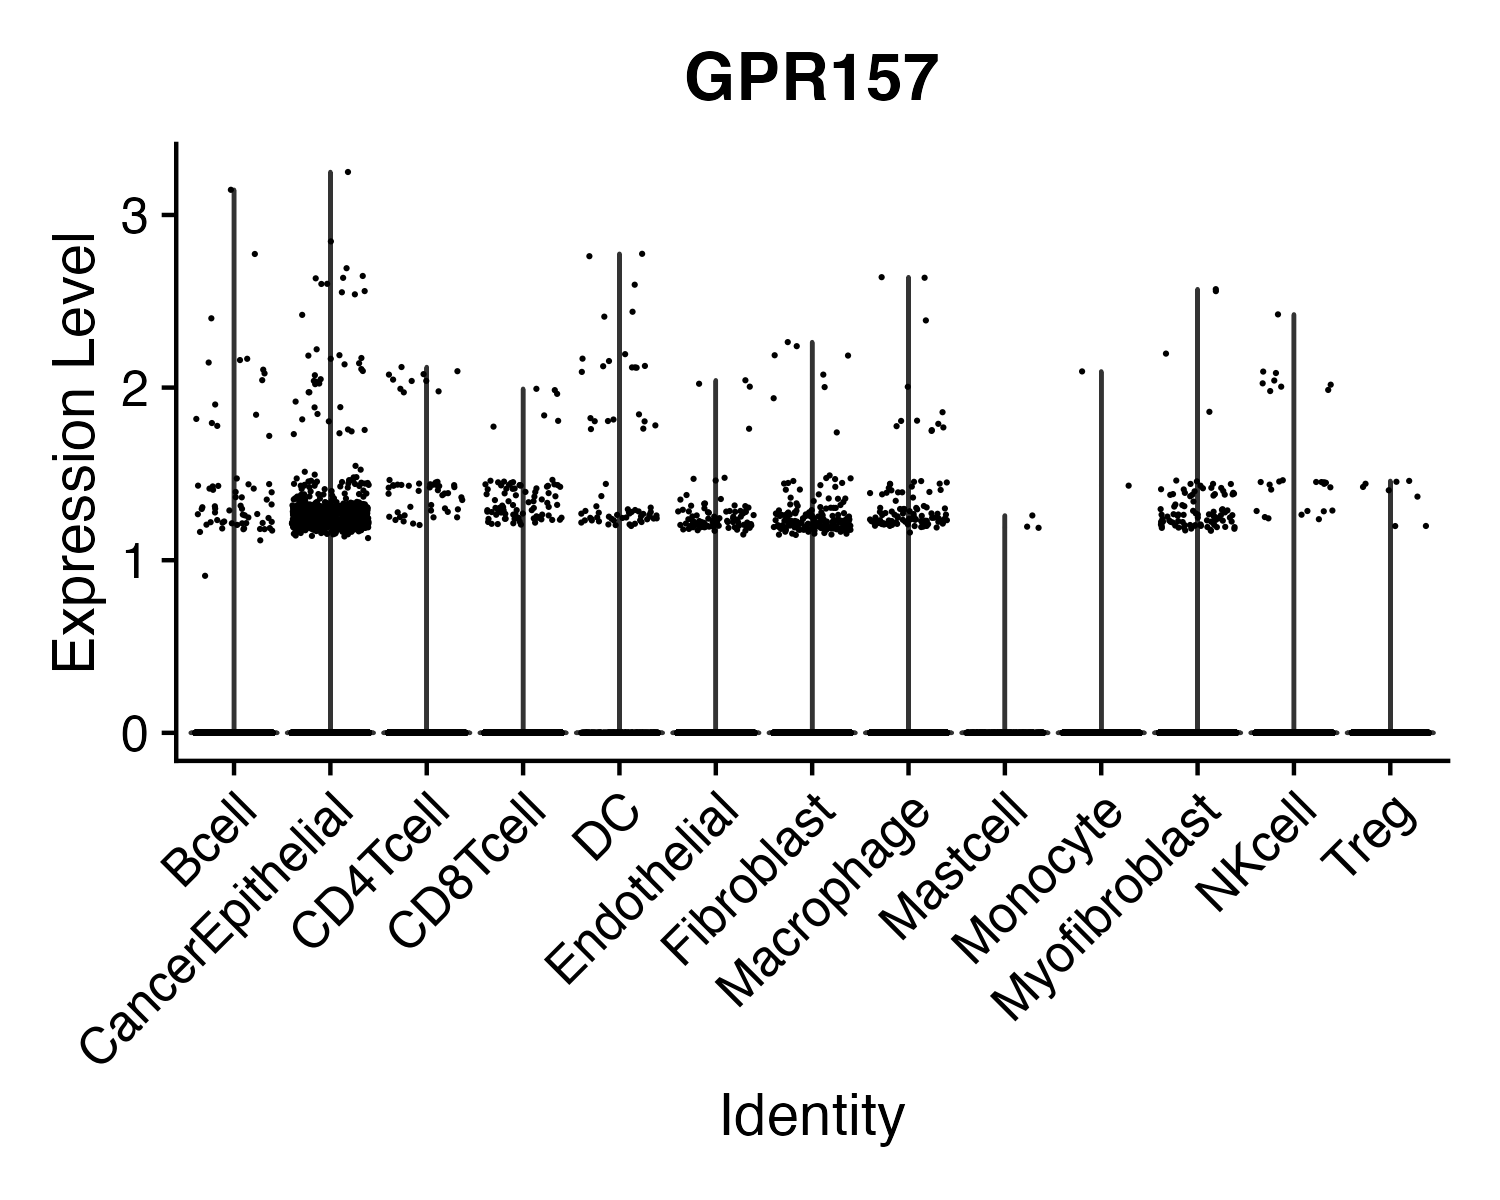 GPR157
Expression Level
3
2
1
0
Bcell
CancerEpithelial
CD4Tcell
CD8Tcell
DC
Endothelial
Fibroblast
Macrophage
Mastcell
Monocyte
Myofibroblast
NKcell
Treg
Identity